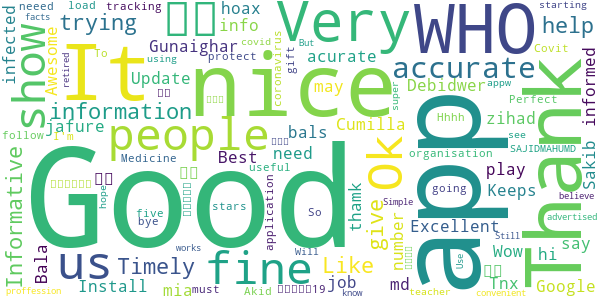 neeed
load
tracking
hoax
trying
info
infected
show
Awesome
Gunaighar
To
Update
using
covid
protect
facts
retired
It
nice
Very
But
gift
coronavirus
acurate
may
WHO
help
starting
Google
Covit
accurate
Debidwer
appw
Perfect
informed
Thank
zihad
Hhhh
see
SAJIDMAHUMD
Sakib
information
jafure
people
follow
I'm
Medicine
Best
need
bals
Cumilla
Ok
app
super
organisation
useful
play
Keeps
going
believe
Informative
Good
hope
five
bye
stars
application
So
thamk
give
number
Excellent
Simple
Wow
hi
say
advertised
Still
Bala
us
Timely
fine
Like
md
Tnx
Use
Install
mia
must
works
Akid
Will
job
know
teacher
convenient
Google
proffession
19